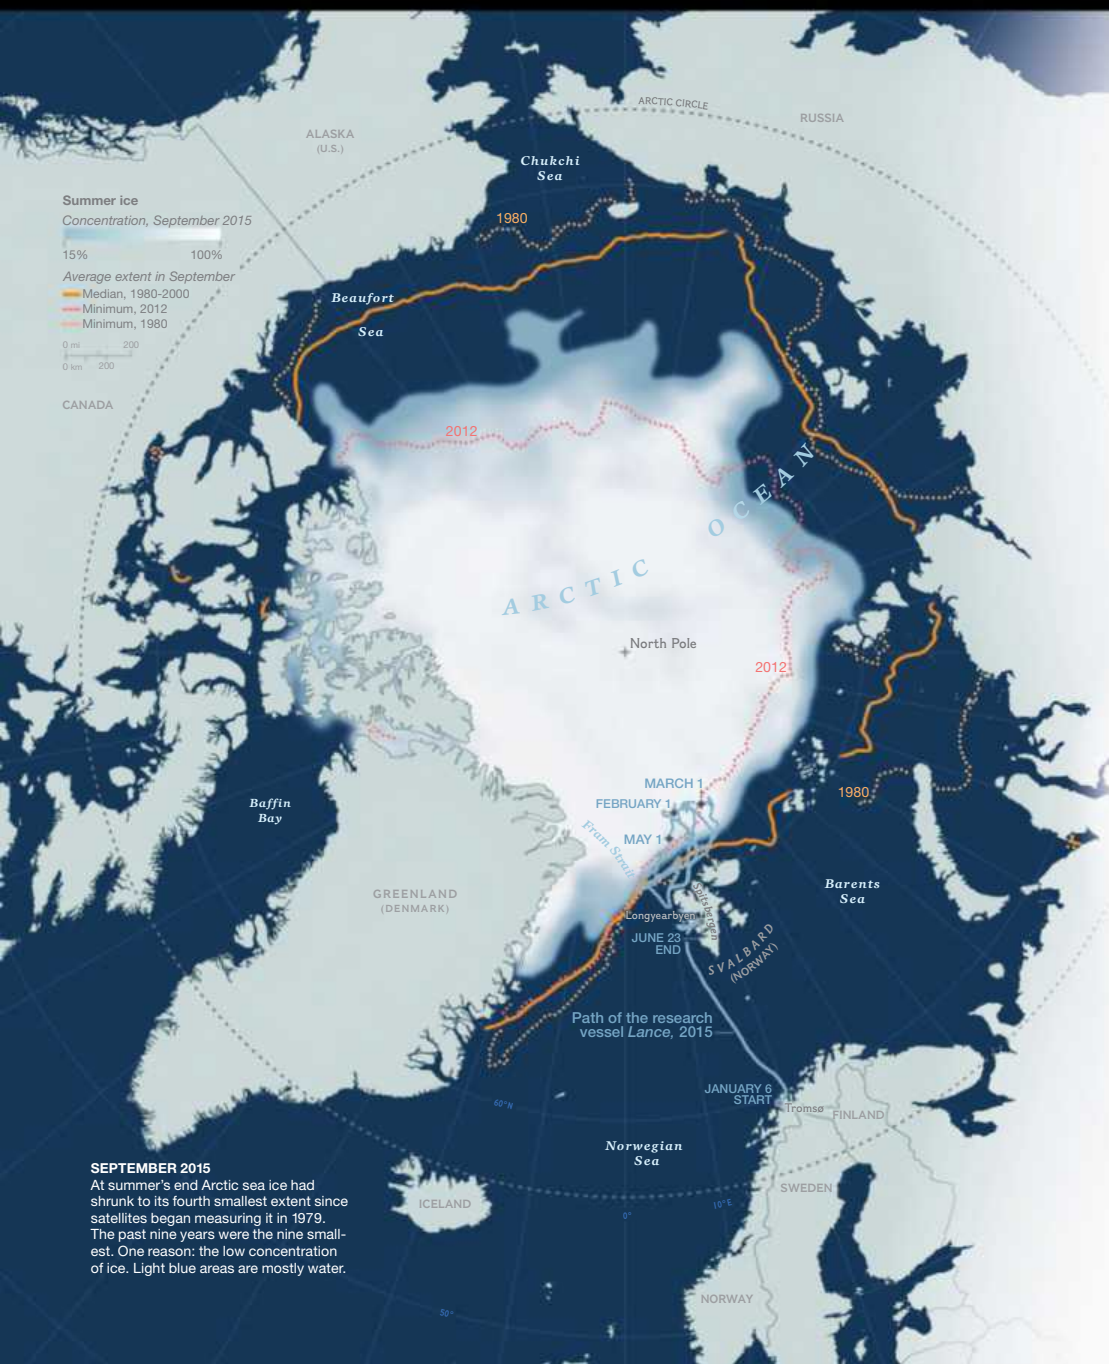 ARCTIC CIRCLE
RUSSIA
ALASKA
(U.S.)
Chukchi
Sea
Summer ice
Concentration, September 2015
15% 100%
Average extent in September
Median, 1980-2000
Minimum, 2012
Minimum, 1980
0 mi 200
0 km 200
1980
Beaufort
Sea
CANADA
2012
ARCTIC OCEAN
North Pole
2012
MARCH 1
FEBRUARY 1
MAY 1
Fram Strait
1980
Baffin
Bay
GREENLAND
(DENMARK)
Barents
Sea
Spitsbergen
Longyearbyen
JUNE 23
END
SVALBARD
(NORWAY)
Path of the research
vessel Lance, 2015
JANUARY 6
START
Tromsø
FINLAND
60°N
Norwegian
Sea
SEPTEMBER 2015
At summer’s end Arctic sea ice had
shrunk to its fourth smallest extent since
satellites began measuring it in 1979.
The past nine years were the nine small-
est. One reason: the low concentration
of ice. Light blue areas are mostly water.
ICELAND
SWEDEN
0°
10°E
NORWAY
50°